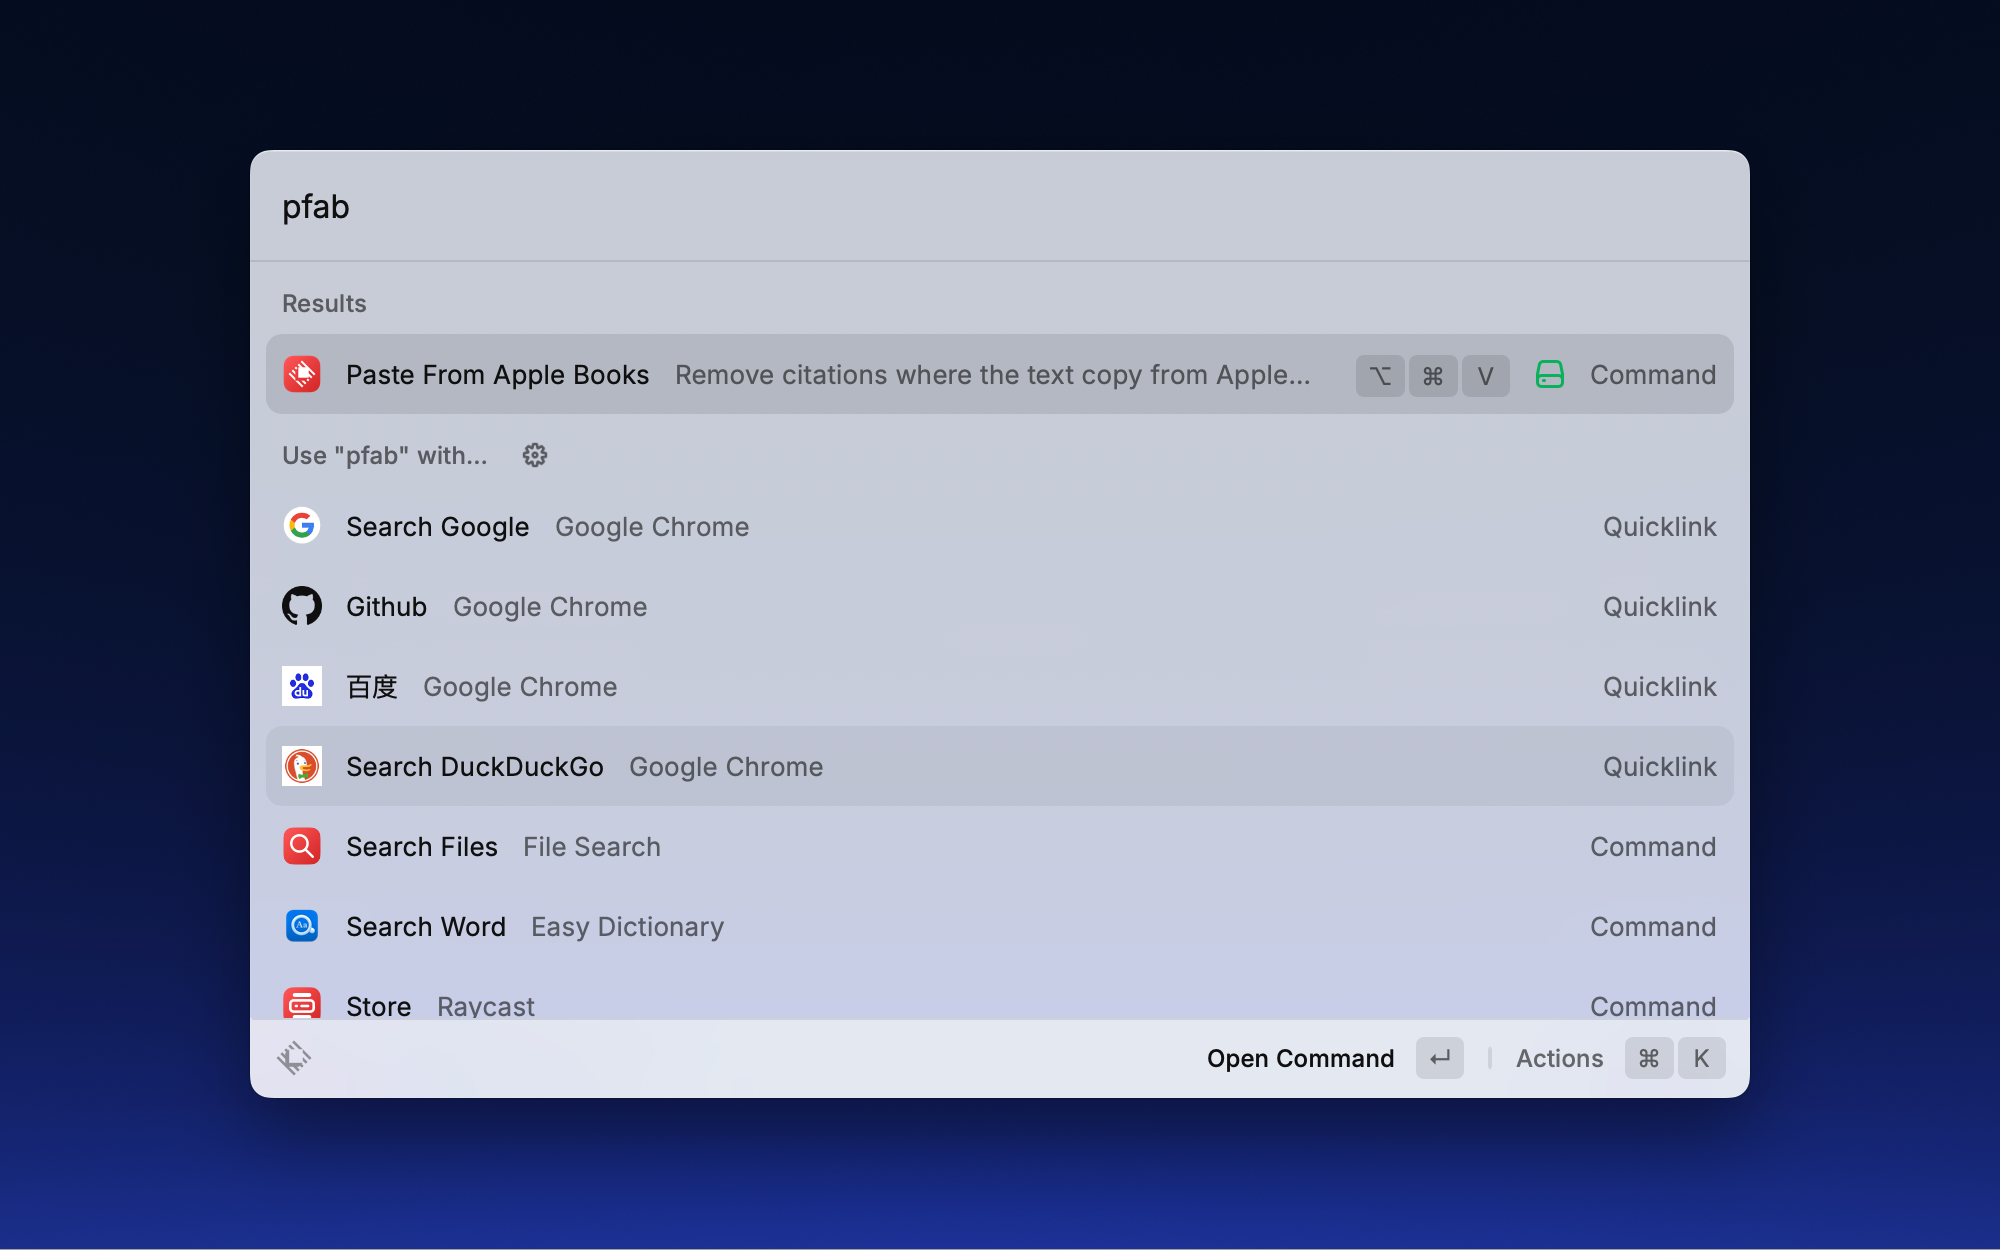 pfab
Results
Paste From Apple Books Remove citations where the text copy from Apple... ⌥ ⌘ V Command
Use "pfab" with...
Search Google Google Chrome Quicklink
Github Google Chrome Quicklink
du 百度 Google Chrome Quicklink
Search DuckDuckGo Google Chrome Quicklink
Search Files File Search Command
Aa Search Word Easy Dictionary Command
Store Raycast Command
Open Command ↵ Actions ⌘ K